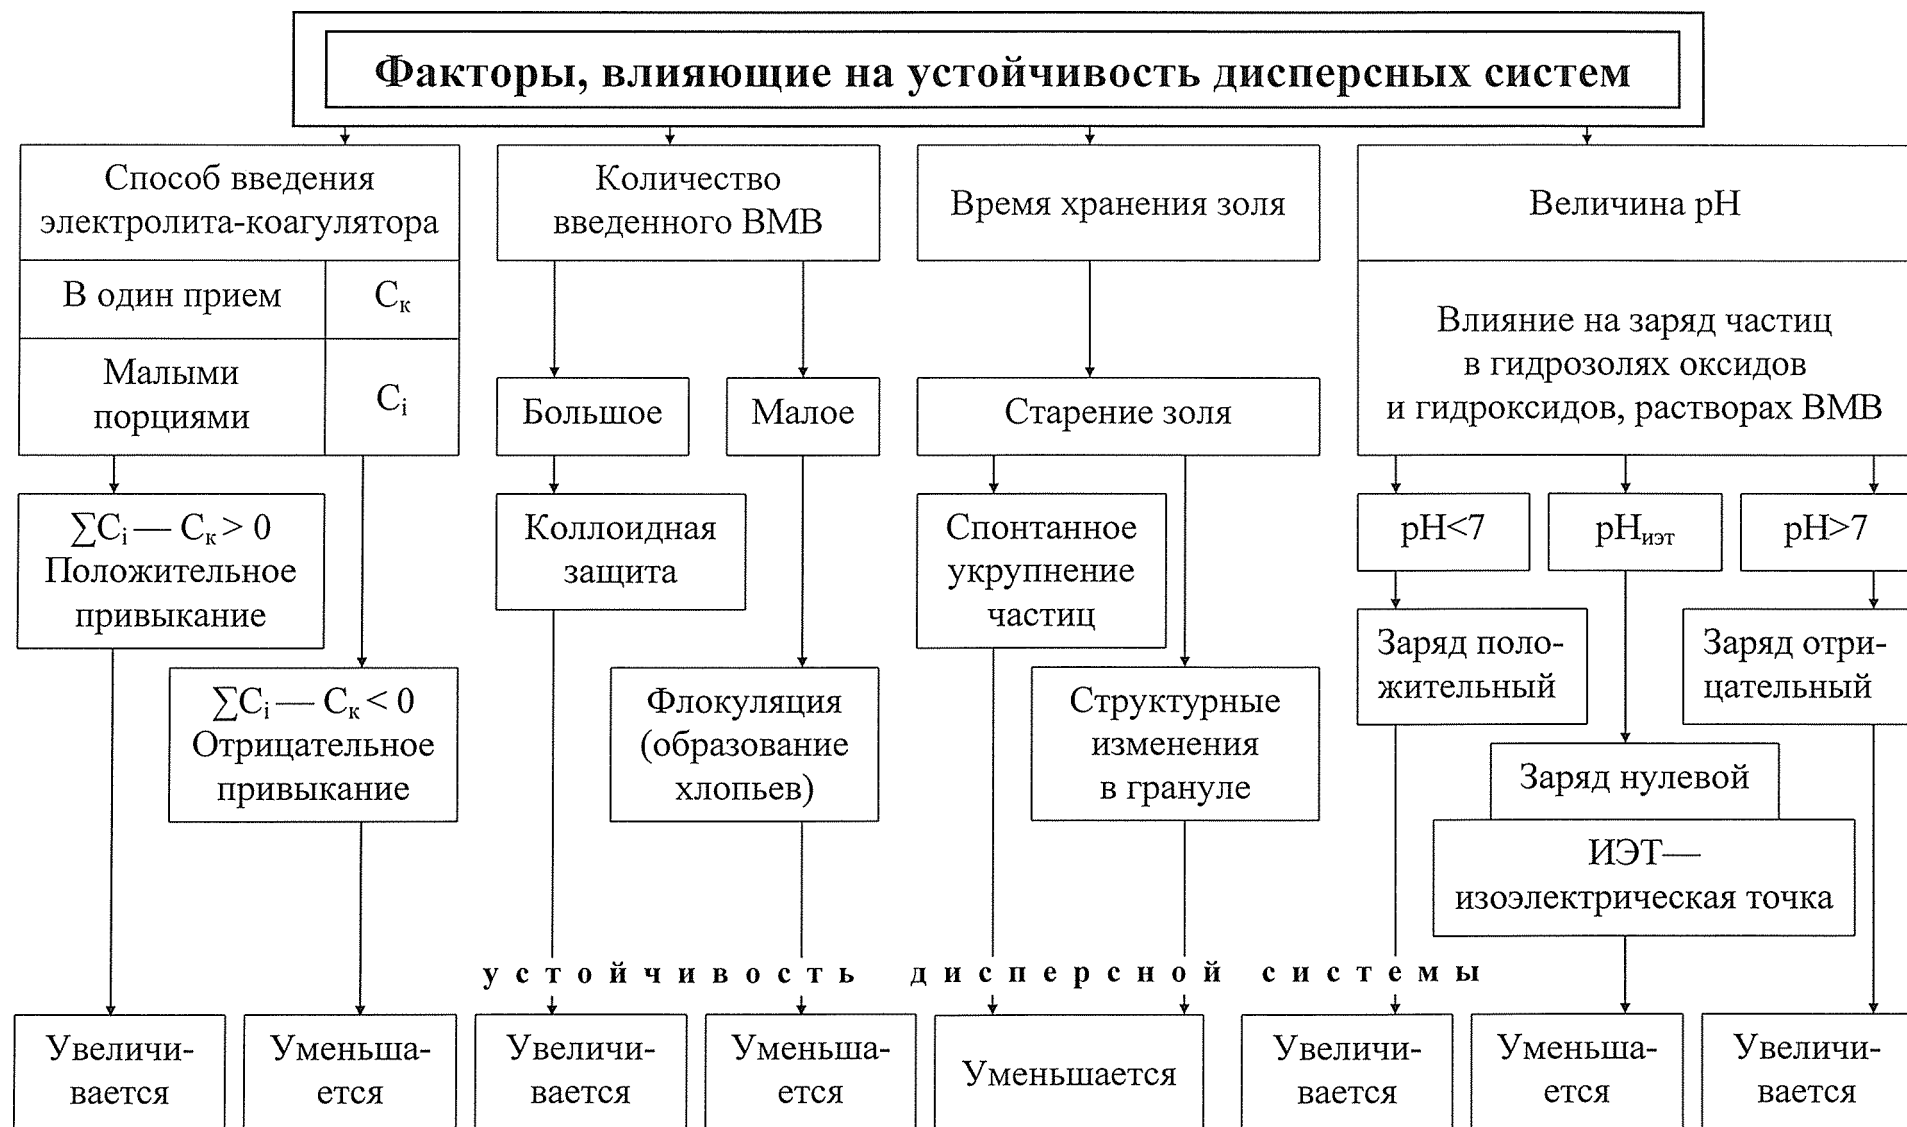 Факторы, влияющие на устойчивость дисперсных систем
Способ введения
электролита-коагулятора
В один прием
Cк
Малыми
порциями
Ci
∑Ci — Cк > 0
Положительное
привыкание
∑Ci — Cк < 0
Отрицательное
привыкание
Количество
введенного ВМВ
Большое
Малое
Коллоидная
защита
Флокуляция
(образование
хлопьев)
Время хранения золя
Старение золя
Спонтанное
укрупнение
частиц
Структурные
изменения
в грануле
Величина pH
Влияние на заряд частиц
в гидрозолях оксидов
и гидроксидов, растворах ВМВ
pH<7
pHиэт
pH>7
Заряд поло-
жительный
Заряд отри-
цательный
Заряд нулевой
ИЭТ—
изоэлектрическая точка
устойчивость дисперсной системы
Увеличи-
вается
Уменьша-
ется
Увеличи-
вается
Уменьша-
ется
Уменьшается
Увеличи-
вается
Уменьша-
ется
Увеличи-
вается